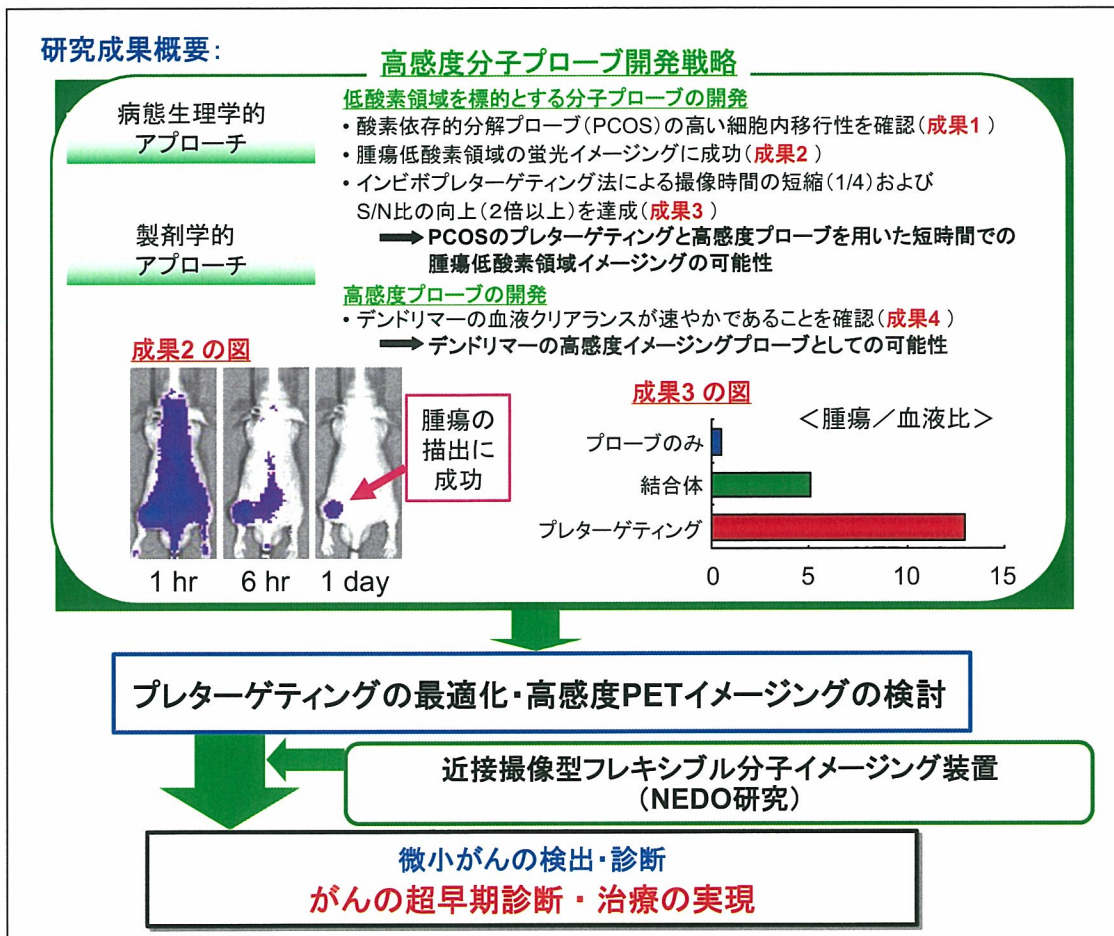 研究成果概要:
高感度分子プローブ開発戦略
病態生理学的
アプローチ
製剤学的
アプローチ
低酸素領域を標的とする分子プローブの開発
・酸素依存的分解プローブ(PCOS)の高い細胞内移行性を確認(成果1)
・腫瘍低酸素領域の蛍光イメージングに成功(成果2)
・インビボプレターゲティング法による撮像時間の短縮(1/4)および
S/N比の向上(2倍以上)を達成(成果3)
➡PCOSのプレターゲティングと高感度プローブを用いた短時間での
腫瘍低酸素領域イメージングの可能性
高感度プローブの開発
・デンドリマーの血液クリアランスが速やかであることを確認(成果4)
➡デンドリマーの高感度イメージングプローブとしての可能性
成果2 の図
腫瘍の
描出に
成功
1 hr 6 hr 1 day
成果3 の図
<腫瘍/血液比>
プローブのみ
結合体
プレターゲティング
0 5 10 15
プレターゲティングの最適化・高感度PETイメージングの検討
近接撮像型フレキシブル分子イメージング装置
(NEDO研究)
微小がんの検出・診断
がんの超早期診断・治療の実現